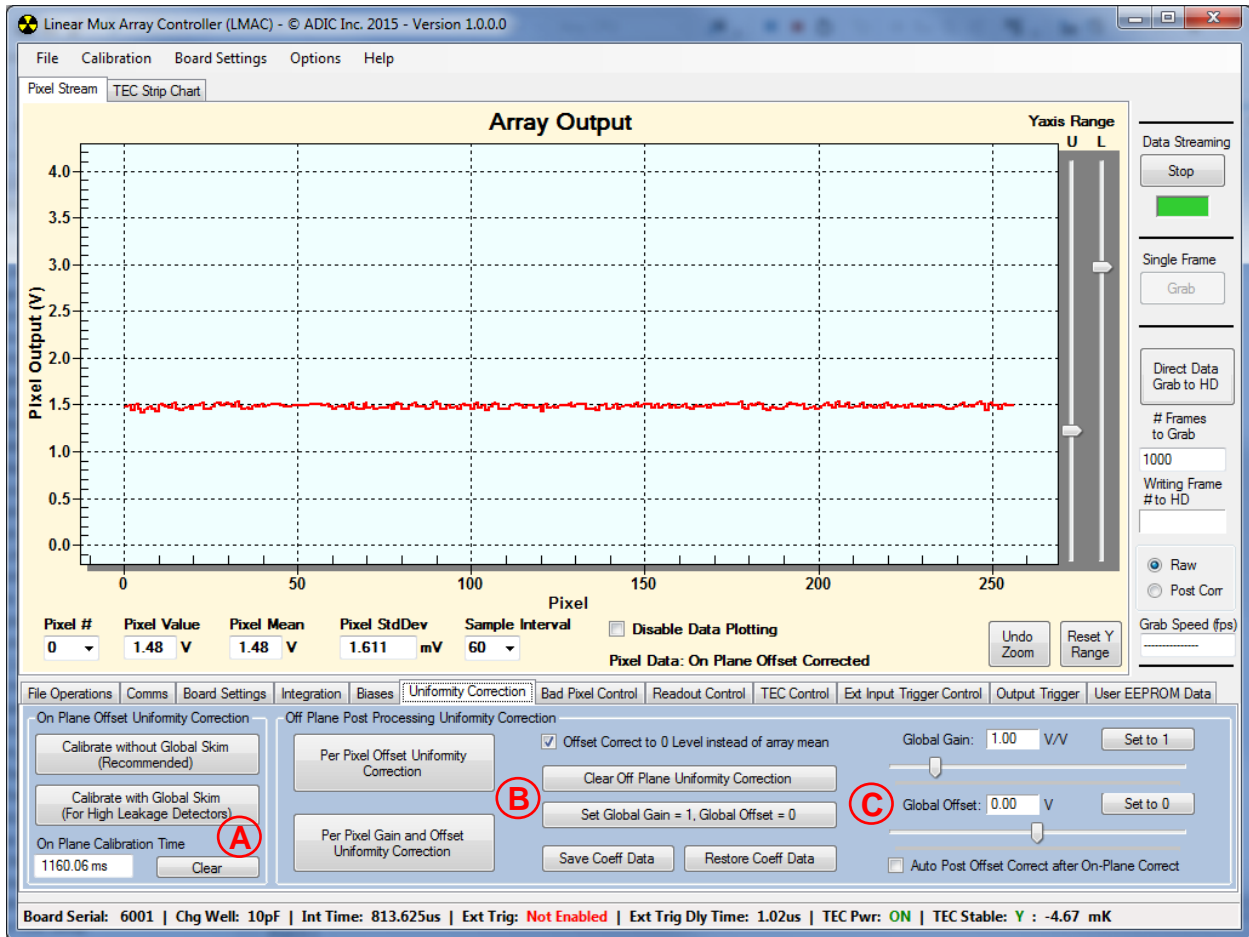 Linear Mux Array Controller (LMAC) - © ADIC Inc. 2015 - Version 1.0.0.0
File Calibration Board Settings Options Help
Pixel Stream TEC Strip Chart
Array Output
Yaxis Range
U L
4.0
3.5
3.0
2.5
2.0
1.5
1.0
0.5
0.0
Pixel Output (V)
0 50 100 150 200 250
Pixel
Pixel # Pixel Value Pixel Mean Pixel StdDev Sample Interval
0 1.48 V 1.48 V 1.611 mV 60
Disable Data Plotting
Pixel Data: On Plane Offset Corrected
Undo
Zoom
Reset Y
Range
Data Streaming
Stop
Single Frame
Grab
Direct Data
Grab to HD
# Frames
to Grab
1000
Writing Frame
# to HD
Raw
Post Corr
Grab Speed (fps)
---------------
File Operations Comms Board Settings Integration Biases Uniformity Correction Bad Pixel Control Readout Control TEC Control Ext Input Trigger Control Output Trigger User EEPROM Data
On Plane Offset Uniformity Correction
Calibrate without Global Skim
(Recommended)
Calibrate with Global Skim
(For High Leakage Detectors)
A
On Plane Calibration Time
1160.06 ms Clear
Off Plane Post Processing Uniformity Correction
Per Pixel Offset Uniformity
Correction
Per Pixel Gain and Offset
Uniformity Correction
Offset Correct to 0 Level instead of array mean
Clear Off Plane Uniformity Correction
B
Set Global Gain = 1, Global Offset = 0
Save Coeff Data Restore Coeff Data
Global Gain: 1.00 V/V Set to 1
C
Global Offset: 0.00 V Set to 0
Auto Post Offset Correct after On-Plane Correct
Board Serial: 6001 | Chg Well: 10pF | Int Time: 813.625us | Ext Trig: Not Enabled | Ext Trig Dly Time: 1.02us | TEC Pwr: ON | TEC Stable: Y : -4.67 mK